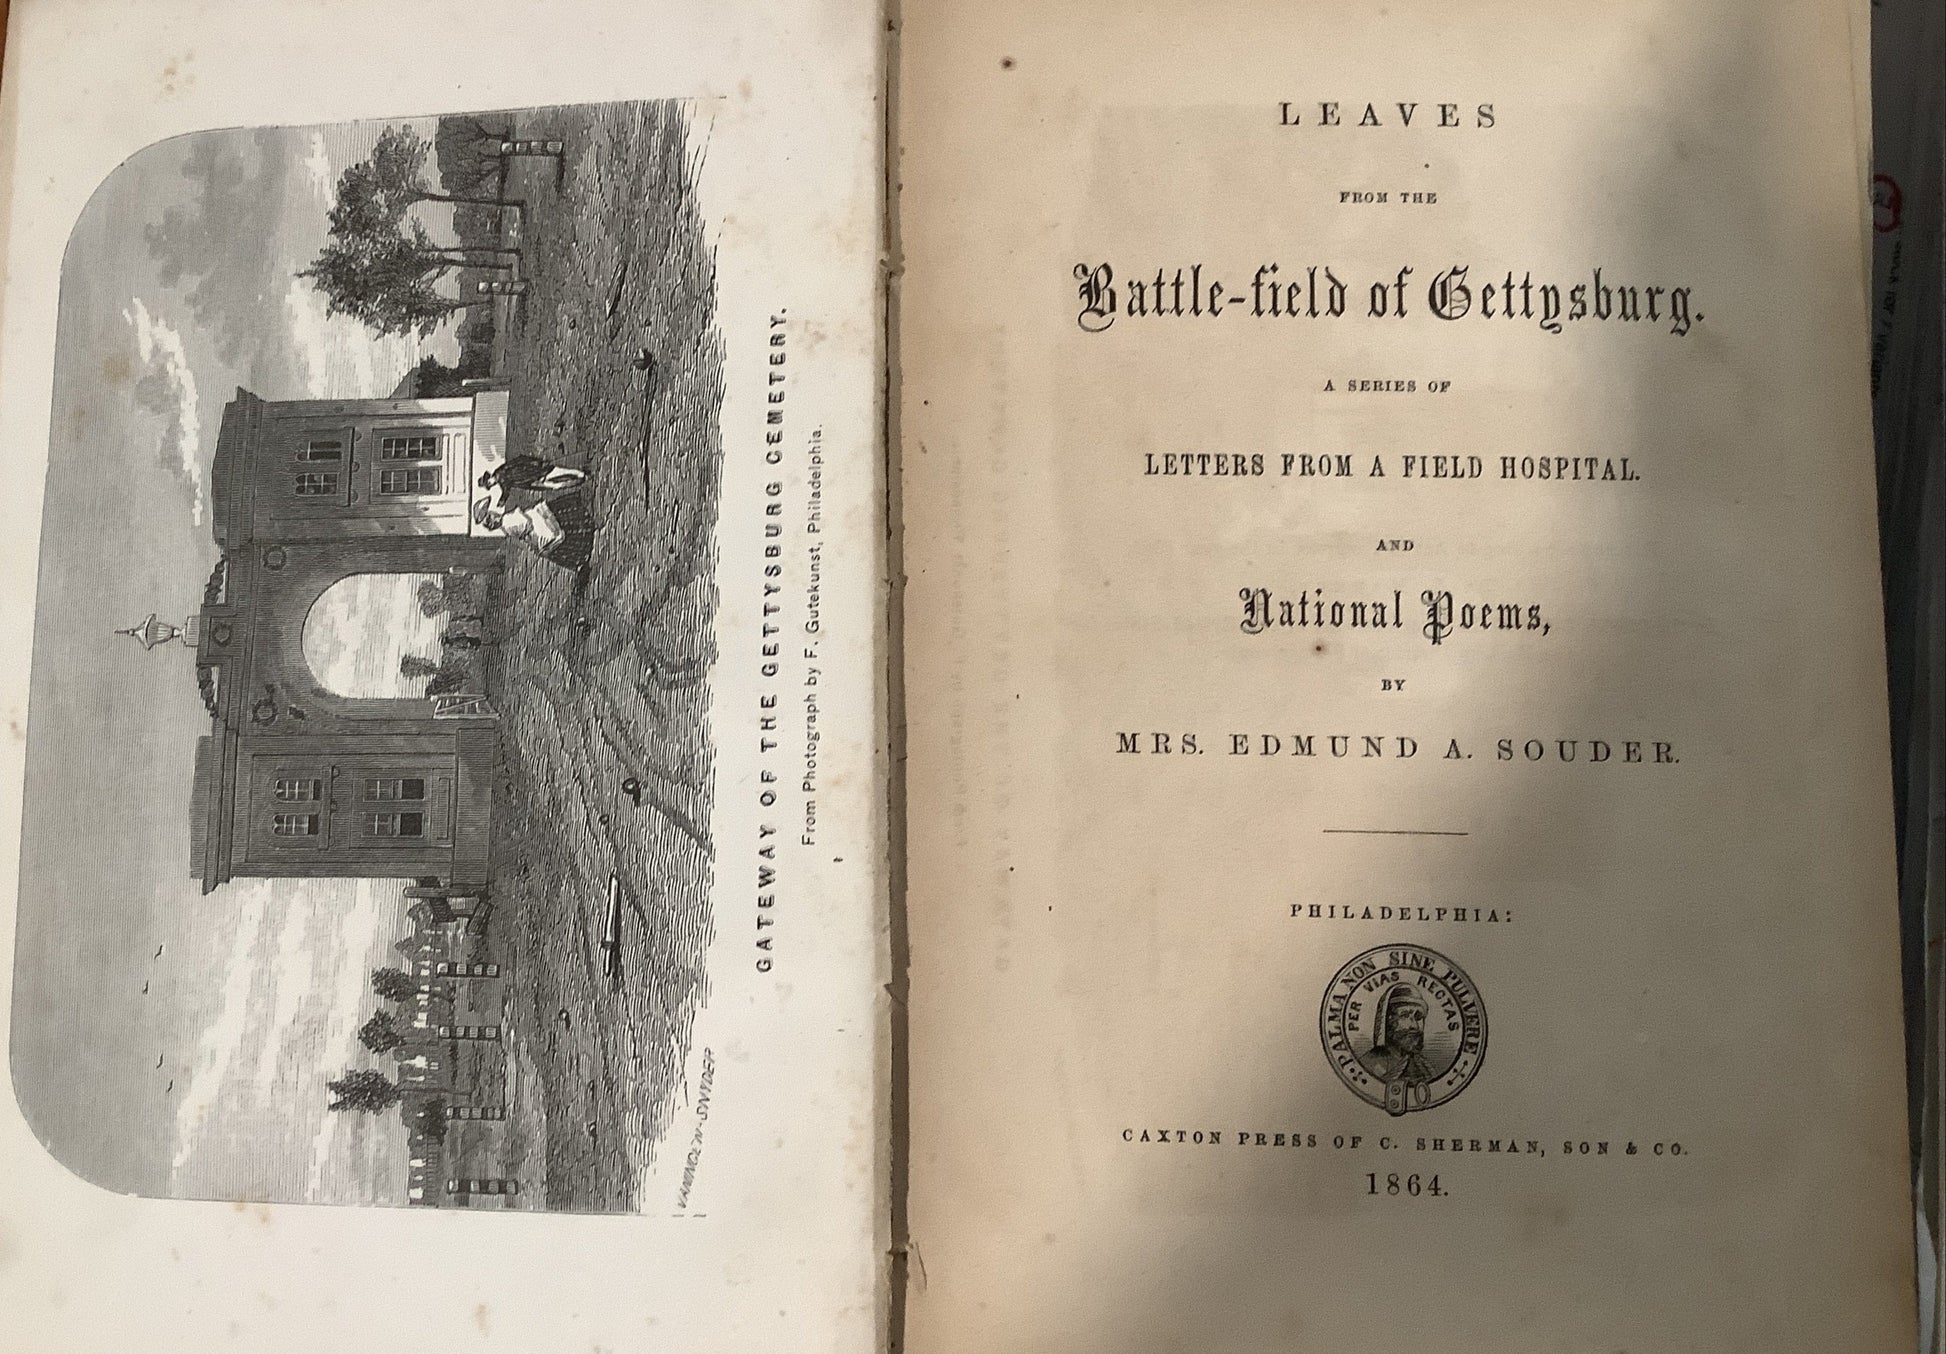 GATEWAY OF THE GETTYSBURG CEMETERY.
From Photograph by F. Gutekunst, Philadelphia.
VANINGEN-SNYDER
LEAVES
FROM THE
Battle-field of Gettysburg.
A SERIES OF
LETTERS FROM A FIELD HOSPITAL.
AND
National Poems,
BY
MRS. EDMUND A. SOUDER.
PHILADELPHIA:
PALMA NON SINE PULVERE
PER VIAS RECTAS
CAXTON PRESS OF C. SHERMAN, SON & CO.
1864.